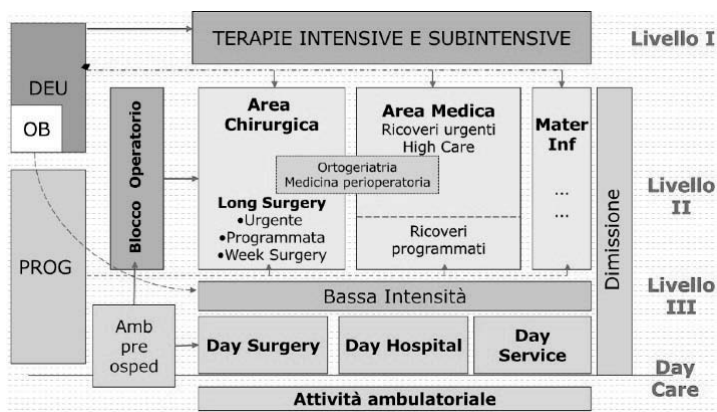 TERAPIE INTENSIVE E SUBINTENSIVE
Livello I
DEU
OB
Blocco Operatorio
Area
Chirurgica
Long Surgery
•Urgente
•Programmata
•Week Surgery
Area Medica
Ricoveri urgenti
High Care
Ortogeriatria
Medicina perioperatoria
Ricoveri
programmati
Mater
Inf
...
...
Dimissione
Livello
II
PROG
Bassa Intensità
Livello
III
Amb
pre
osped
Day Surgery
Day Hospital
Day
Service
Day
Care
Attività ambulatoriale